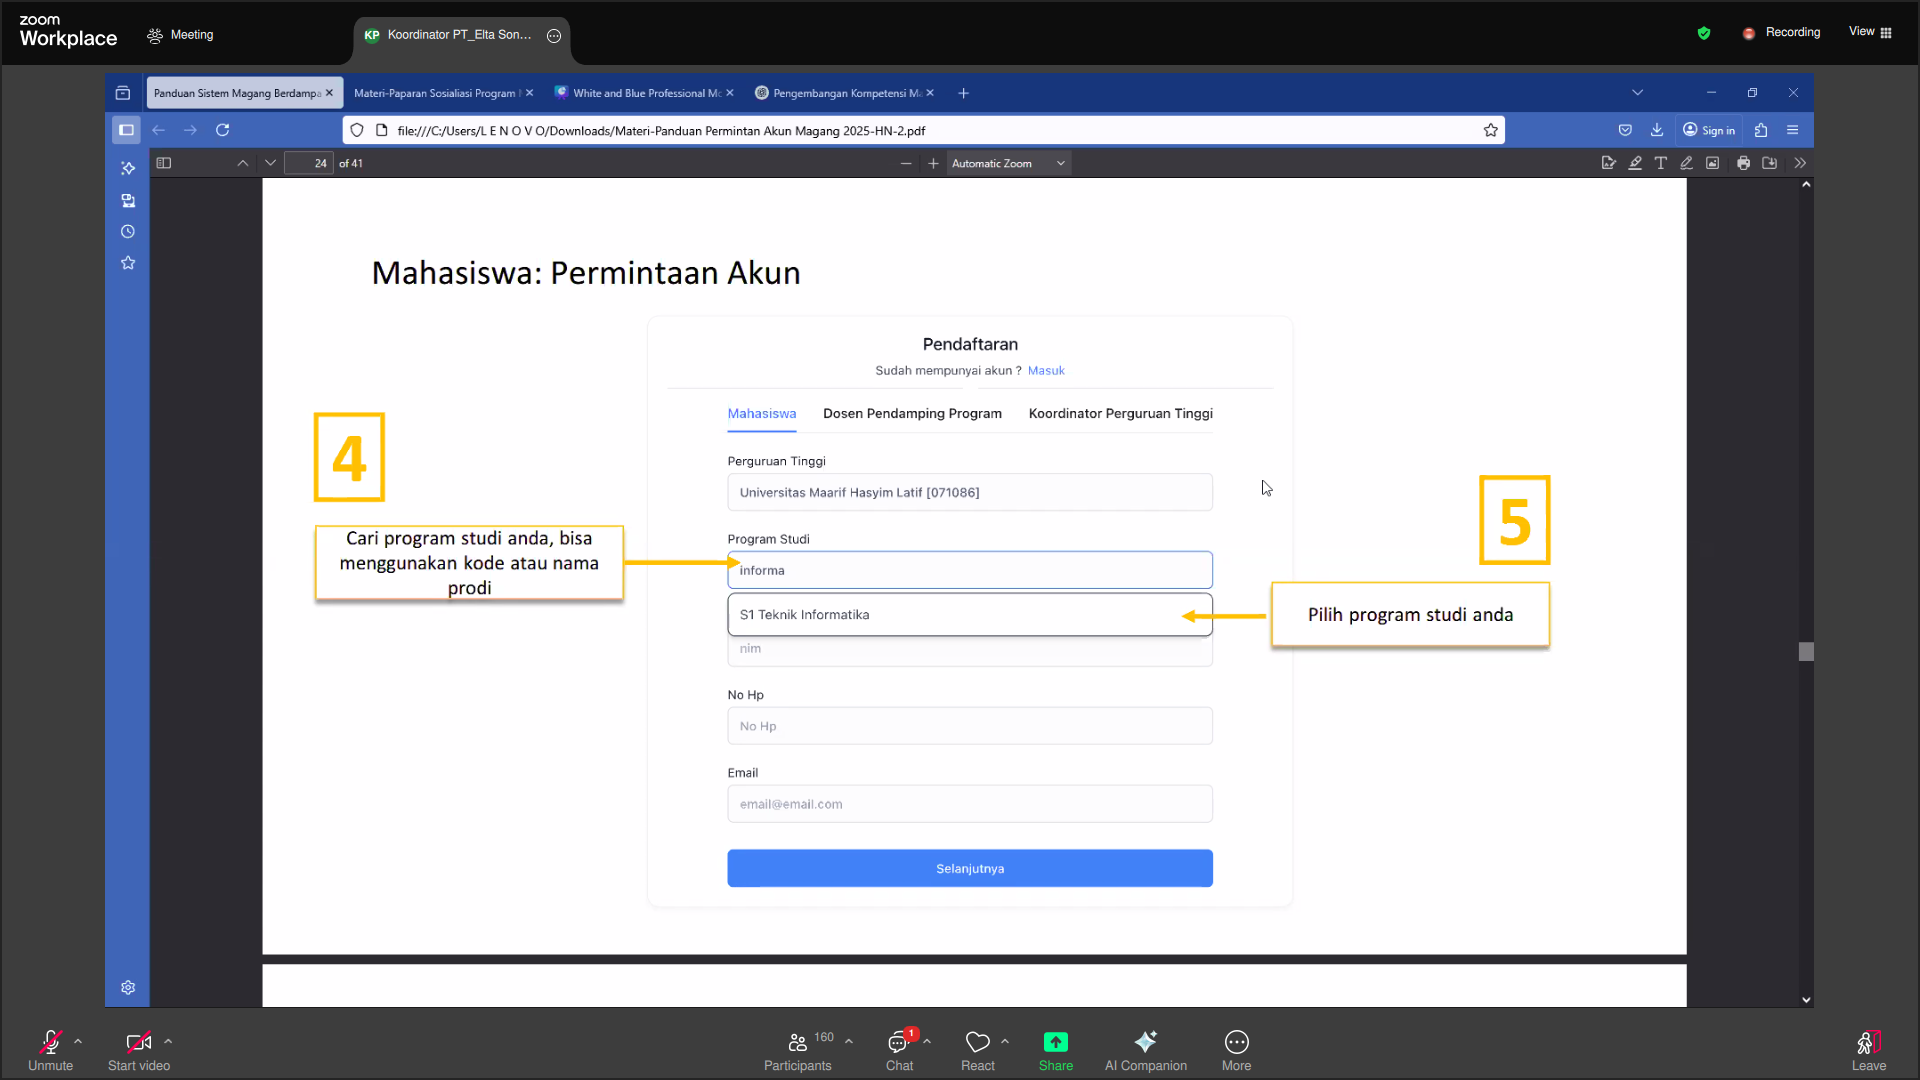 zoom
Workplace
Meeting
KP Koordinator PT_Elta Son...
Recording
View
Panduan Sistem Magang Berdampa
Materi-Paparan Sosialiasi Program
White and Blue Professional Mo
Pengembangan Kompetensi Ma
file:///C:/Users/L E N O V O/Downloads/Materi-Panduan Permintan Akun Magang 2025-HN-2.pdf
Sign in
24 of 41
Automatic Zoom
Mahasiswa: Permintaan Akun
Pendaftaran
Sudah mempunyai akun ? Masuk
Mahasiswa
Dosen Pendamping Program
Koordinator Perguruan Tinggi
4
Perguruan Tinggi
Universitas Maarif Hasyim Latif [071086]
5
Cari program studi anda, bisa
menggunakan kode atau nama
prodi
Program Studi
informa
S1 Teknik Informatika
Pilih program studi anda
nim
No Hp
No Hp
Email
email@email.com
Selanjutnya
Unmute
Start video
160
Participants
1
Chat
React
Share
AI Companion
More
Leave